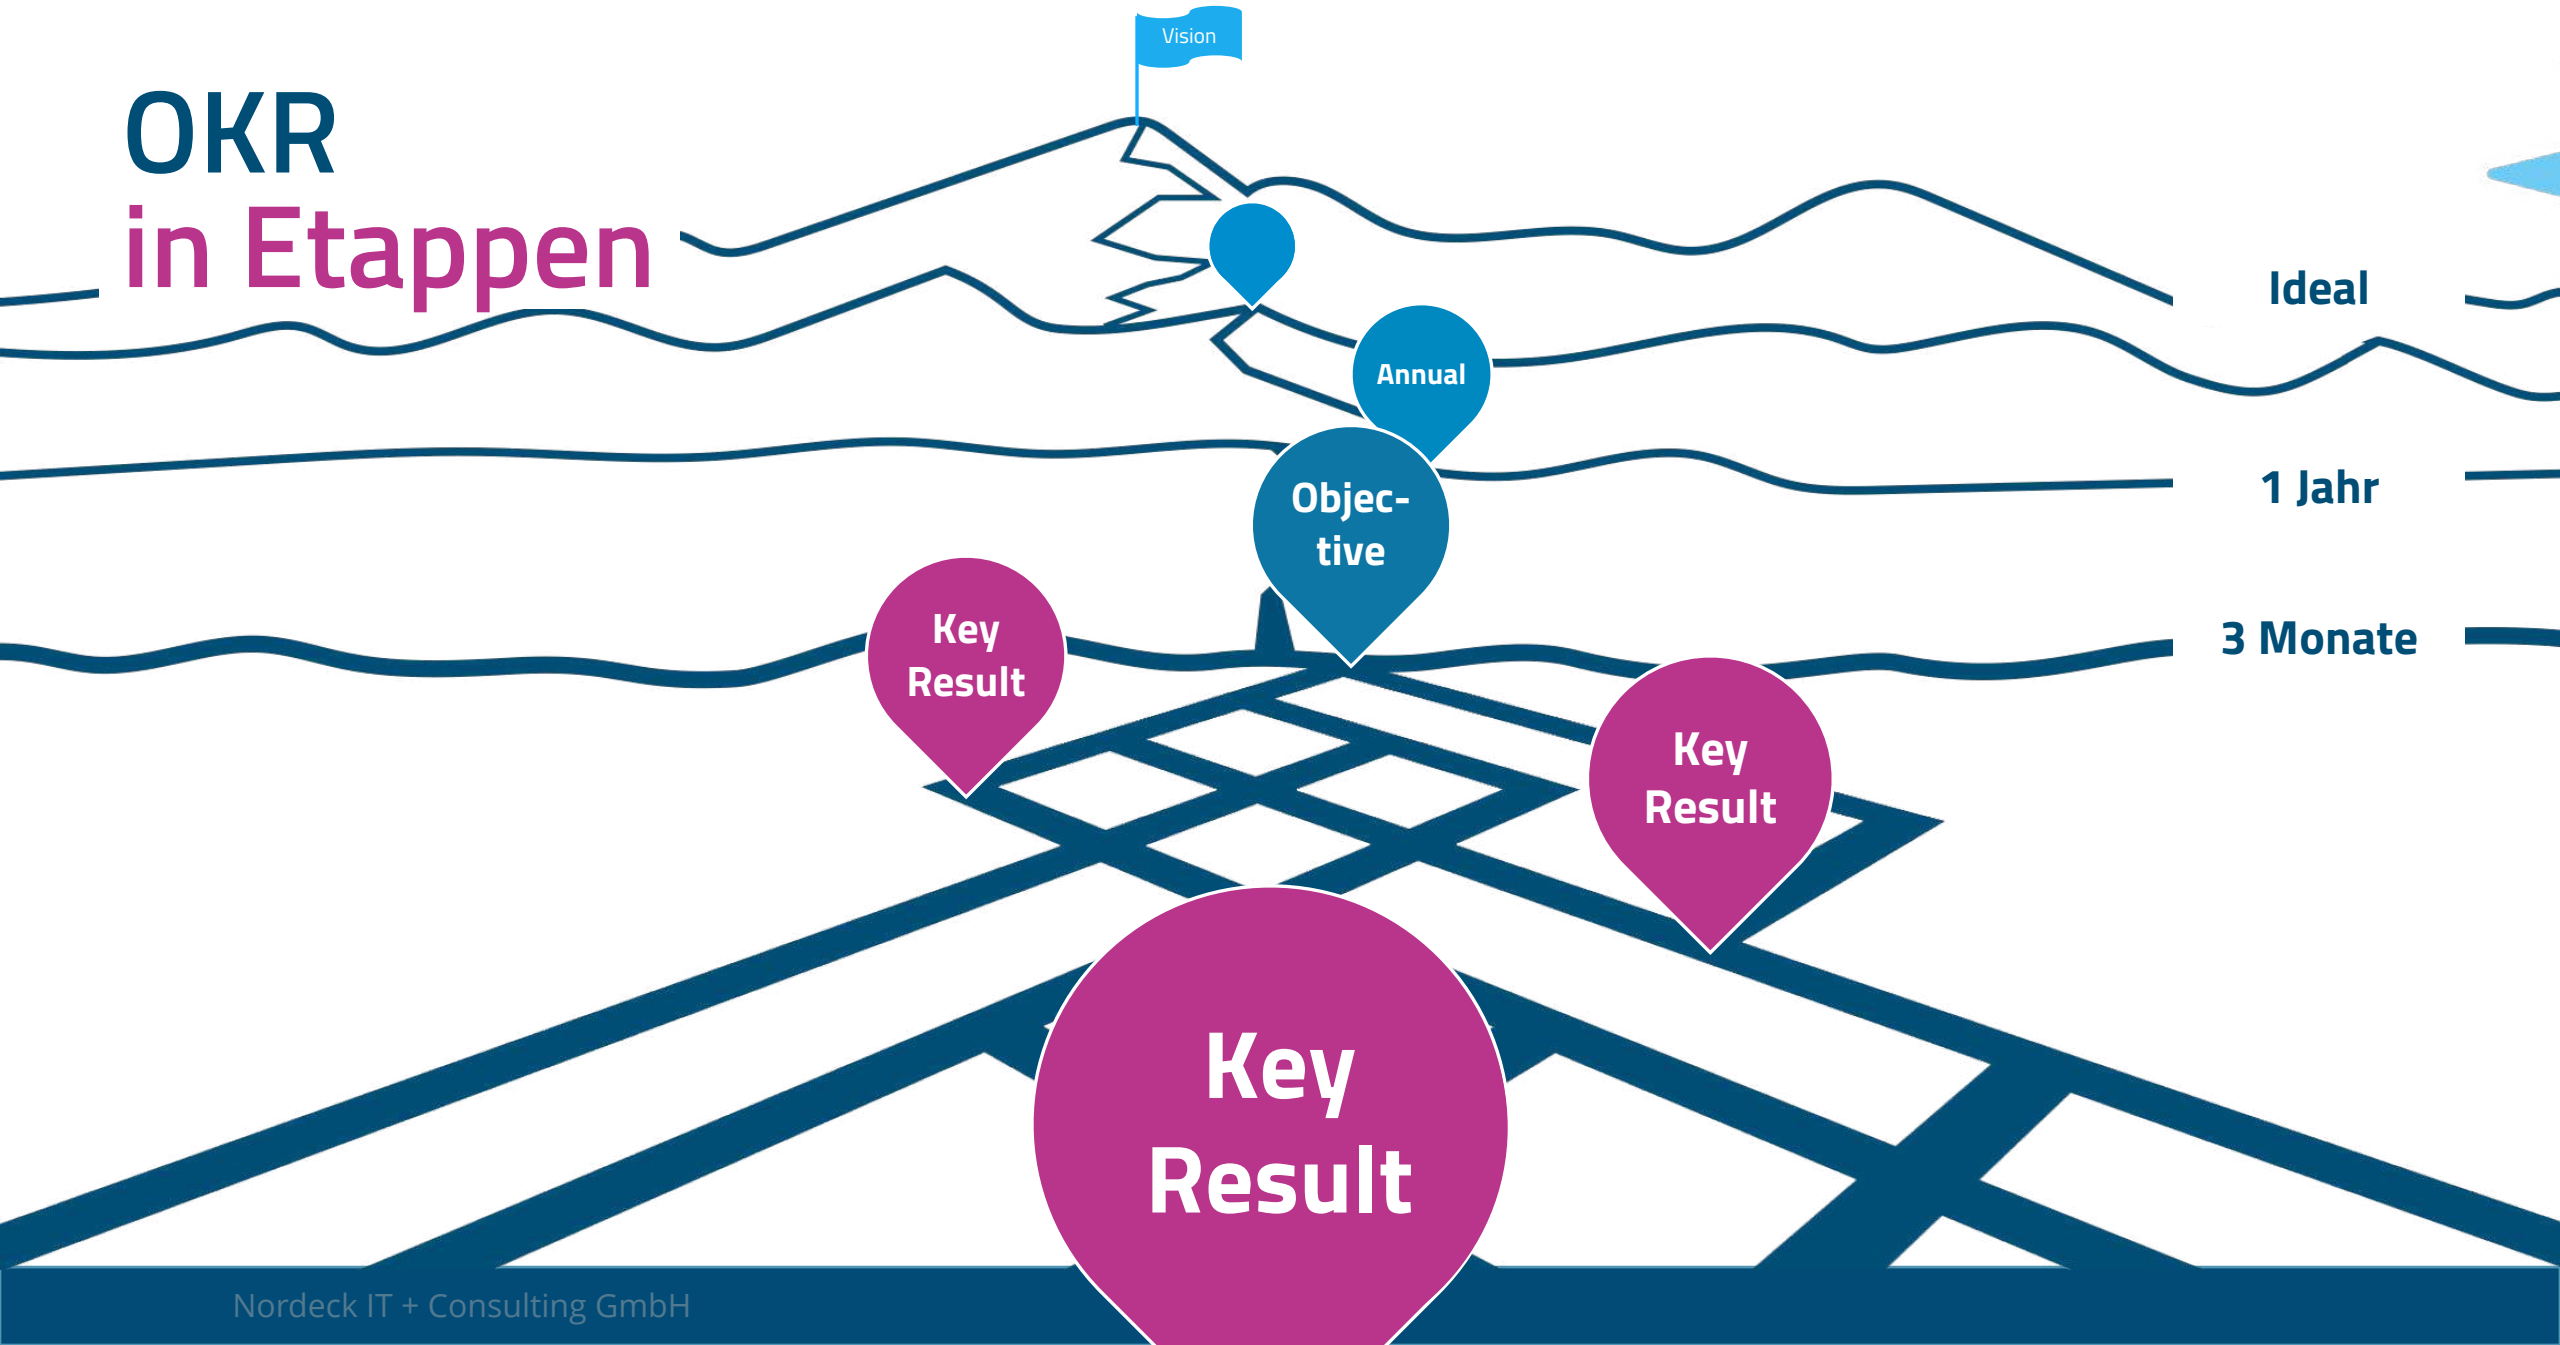 Vision
OKR
in Etappen
Ideal
Annual
1 Jahr
Objec-
tive
3 Monate
Key
Result
Key
Result
Key
Result
Nordeck IT + Consulting GmbH